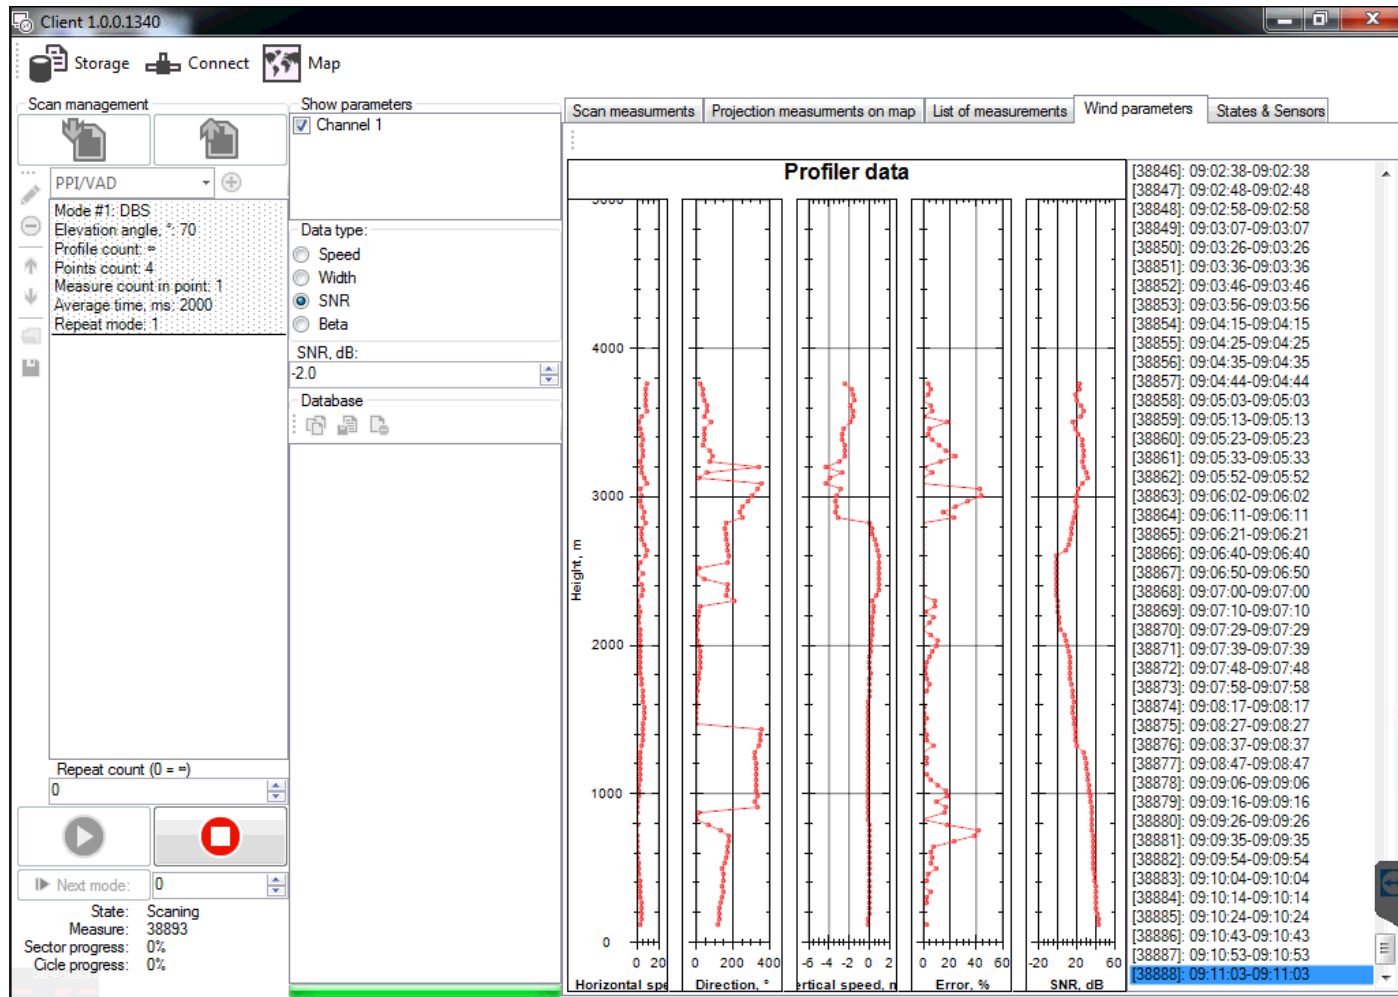 Client 1.0.0.1340
Storage Connect Map
Scan management
PPI/VAD
Mode #1: DBS
Elevation angle, °: 70
Profile count: ∞
Points count: 4
Measure count in point: 1
Average time, ms: 2000
Repeat mode: 1
Repeat count (0 = ∞)
0
Next mode: 0
State: Scaning
Measure: 38893
Sector progress: 0%
Cicle progress: 0%
Show parameters
Channel 1
Data type:
Speed
Width
SNR
Beta
SNR, dB:
-2.0
Database
Scan measurments Projection measurments on map List of measurements Wind parameters States & Sensors
Profiler data
5000
4000
3000
2000
1000
0
Height, m
0 20
0 200 400
-6 -4 -2 0 2
0 20 40
-20 20 60
Horizontal spe
Direction, °
ertical speed, n
Error, %
SNR, dB
[38846]: 09:02:38-09:02:38
[38847]: 09:02:48-09:02:48
[38848]: 09:02:58-09:02:58
[38849]: 09:03:07-09:03:07
[38850]: 09:03:26-09:03:26
[38851]: 09:03:36-09:03:36
[38852]: 09:03:46-09:03:46
[38853]: 09:03:56-09:03:56
[38854]: 09:04:15-09:04:15
[38855]: 09:04:25-09:04:25
[38856]: 09:04:35-09:04:35
[38857]: 09:04:44-09:04:44
[38858]: 09:05:03-09:05:03
[38859]: 09:05:13-09:05:13
[38860]: 09:05:23-09:05:23
[38861]: 09:05:33-09:05:33
[38862]: 09:05:52-09:05:52
[38863]: 09:06:02-09:06:02
[38864]: 09:06:11-09:06:11
[38865]: 09:06:21-09:06:21
[38866]: 09:06:40-09:06:40
[38867]: 09:06:50-09:06:50
[38868]: 09:07:00-09:07:00
[38869]: 09:07:10-09:07:10
[38870]: 09:07:29-09:07:29
[38871]: 09:07:39-09:07:39
[38872]: 09:07:48-09:07:48
[38873]: 09:07:58-09:07:58
[38874]: 09:08:17-09:08:17
[38875]: 09:08:27-09:08:27
[38876]: 09:08:37-09:08:37
[38877]: 09:08:47-09:08:47
[38878]: 09:09:06-09:09:06
[38879]: 09:09:16-09:09:16
[38880]: 09:09:26-09:09:26
[38881]: 09:09:35-09:09:35
[38882]: 09:09:54-09:09:54
[38883]: 09:10:04-09:10:04
[38884]: 09:10:14-09:10:14
[38885]: 09:10:24-09:10:24
[38886]: 09:10:43-09:10:43
[38887]: 09:10:53-09:10:53
[38888]: 09:11:03-09:11:03